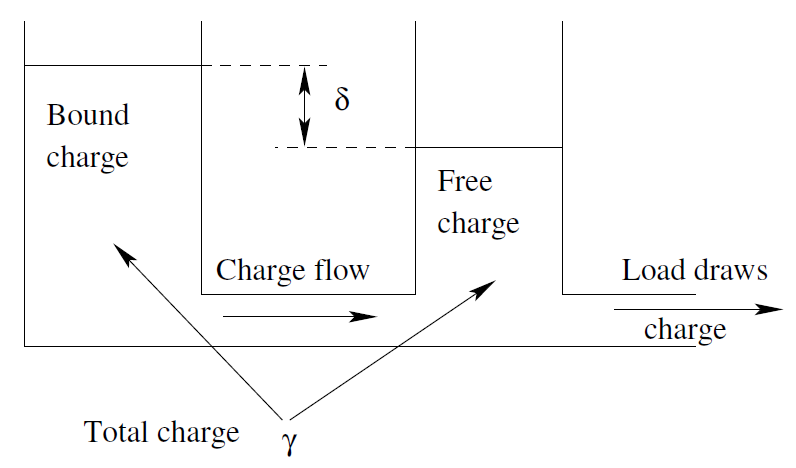 Bound
charge
δ
Free
charge
Charge flow
Load draws
charge
Total charge γ